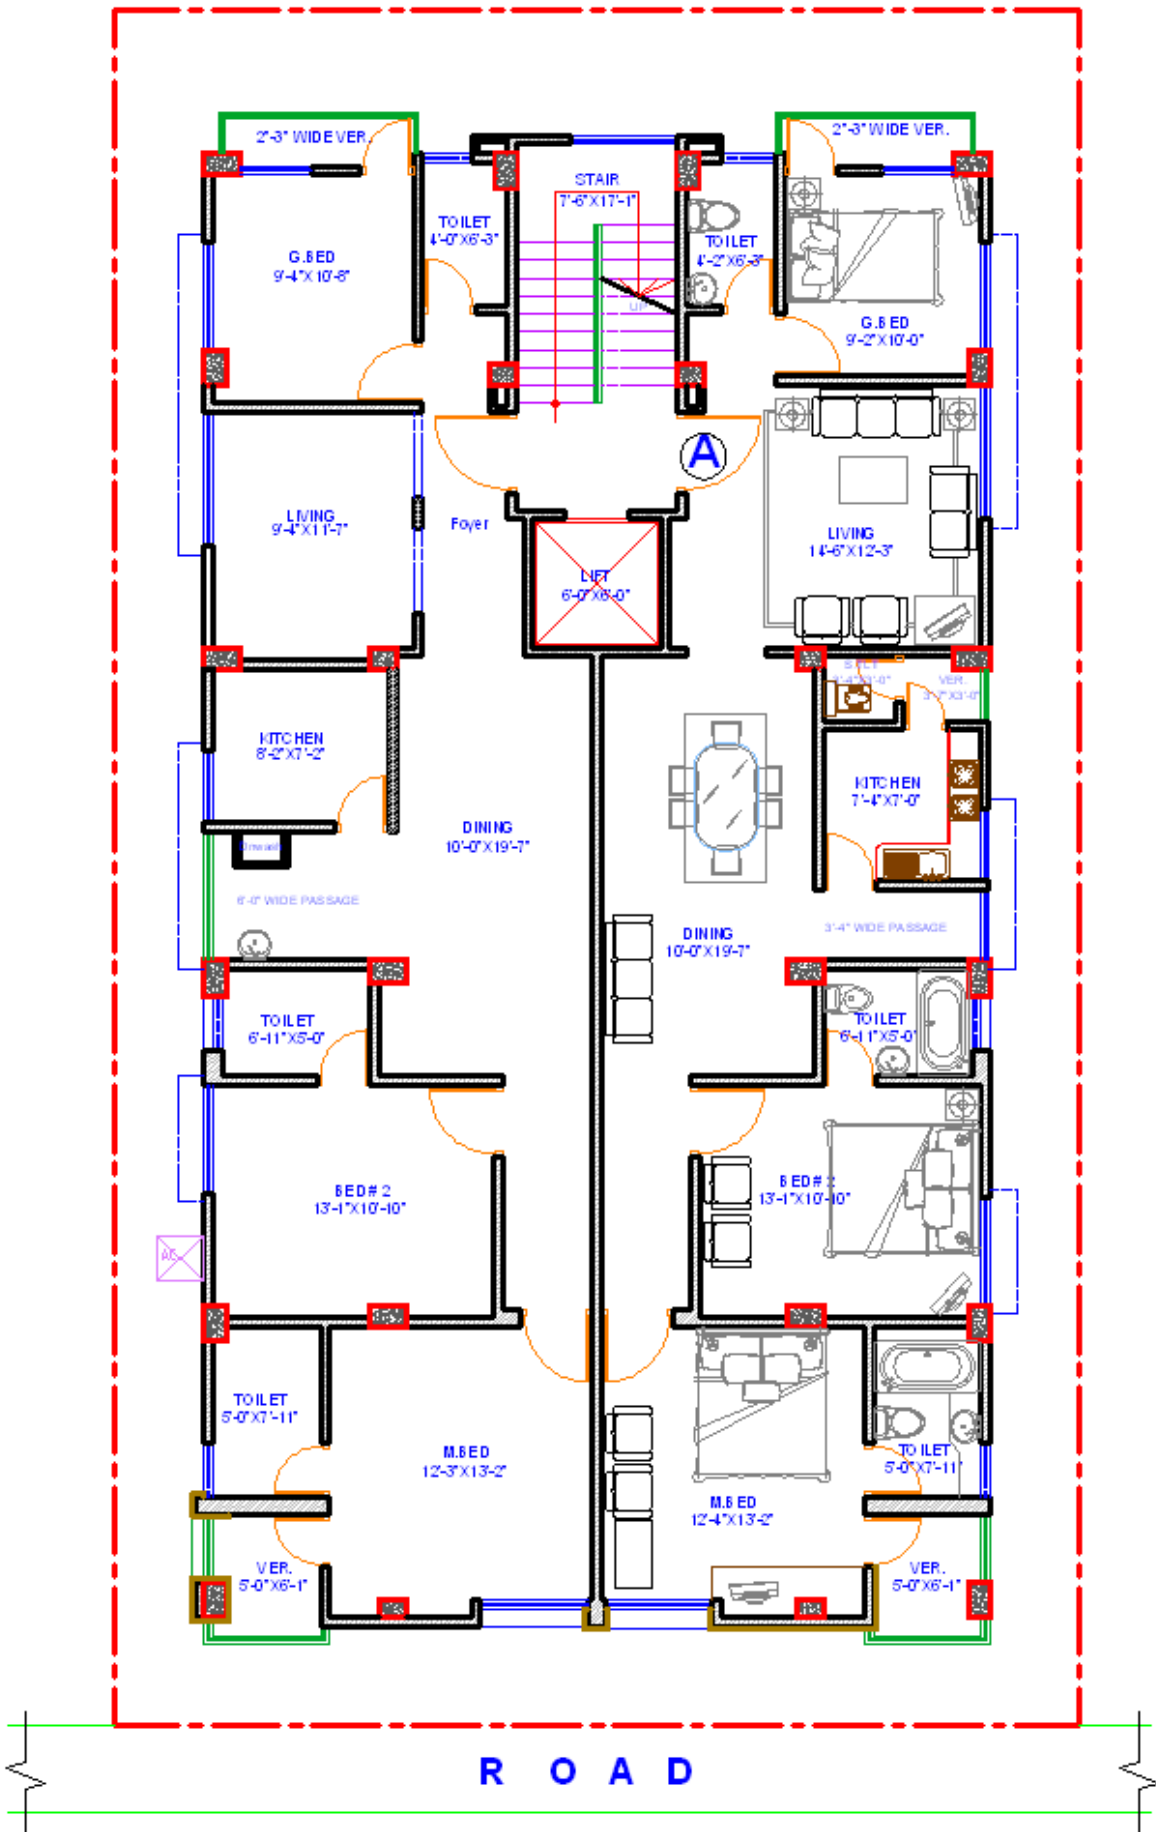 2'-3" WIDE VER.
2'-3" WIDE VER.
STAIR
7'-6"X17'-1"
TOILET
4'-0"X6'-3"
TOILET
4'-2"X6'-3"
G.BED
9'-4"X10'-8"
UP
G.BED
9'-2"X10'-0"
A
LIVING
9'-4"X11'-7"
Foyer
LIVING
14'-6"X12'-3"
LIFT
6'-0"X6'-0"
VER.
KITCHEN
8'-2"X7'-2"
KITCHEN
7'-4"X7'-0"
DINING
10'-0"X19'-7"
6'-0" WIDE PASSAGE
DINING
10'-0"X19'-7"
3'-4" WIDE PASSAGE
TOILET
6'-11"X5'-0"
TOILET
6'-11"X5'-0"
BED# 2
13'-1"X10'-10"
BED# 2
13'-1"X10'-10"
AC
TOILET
5'-0"X7'-11"
M.BED
12'-3"X13'-2"
TOILET
5'-0"X7'-11"
M.BED
12'-4"X13'-2"
VER.
5'-0"X6'-1"
VER.
5'-0"X6'-1"
ROAD